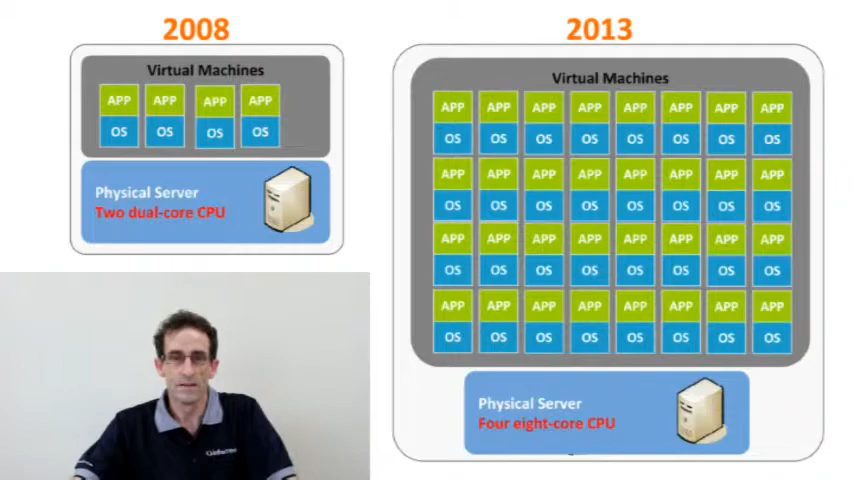 2008
Virtual Machines
APP APP APP APP
OS OS OS OS
Physical Server
Two dual-core CPU
2013
Virtual Machines
APP APP APP APP APP APP APP APP
OS OS OS OS OS OS OS OS
APP APP APP APP APP APP APP APP
OS OS OS OS OS OS OS OS
APP APP APP APP APP APP APP APP
OS OS OS OS OS OS OS OS
APP APP APP APP APP APP APP APP
OS OS OS OS OS OS OS OS
Physical Server
Four eight-core CPU